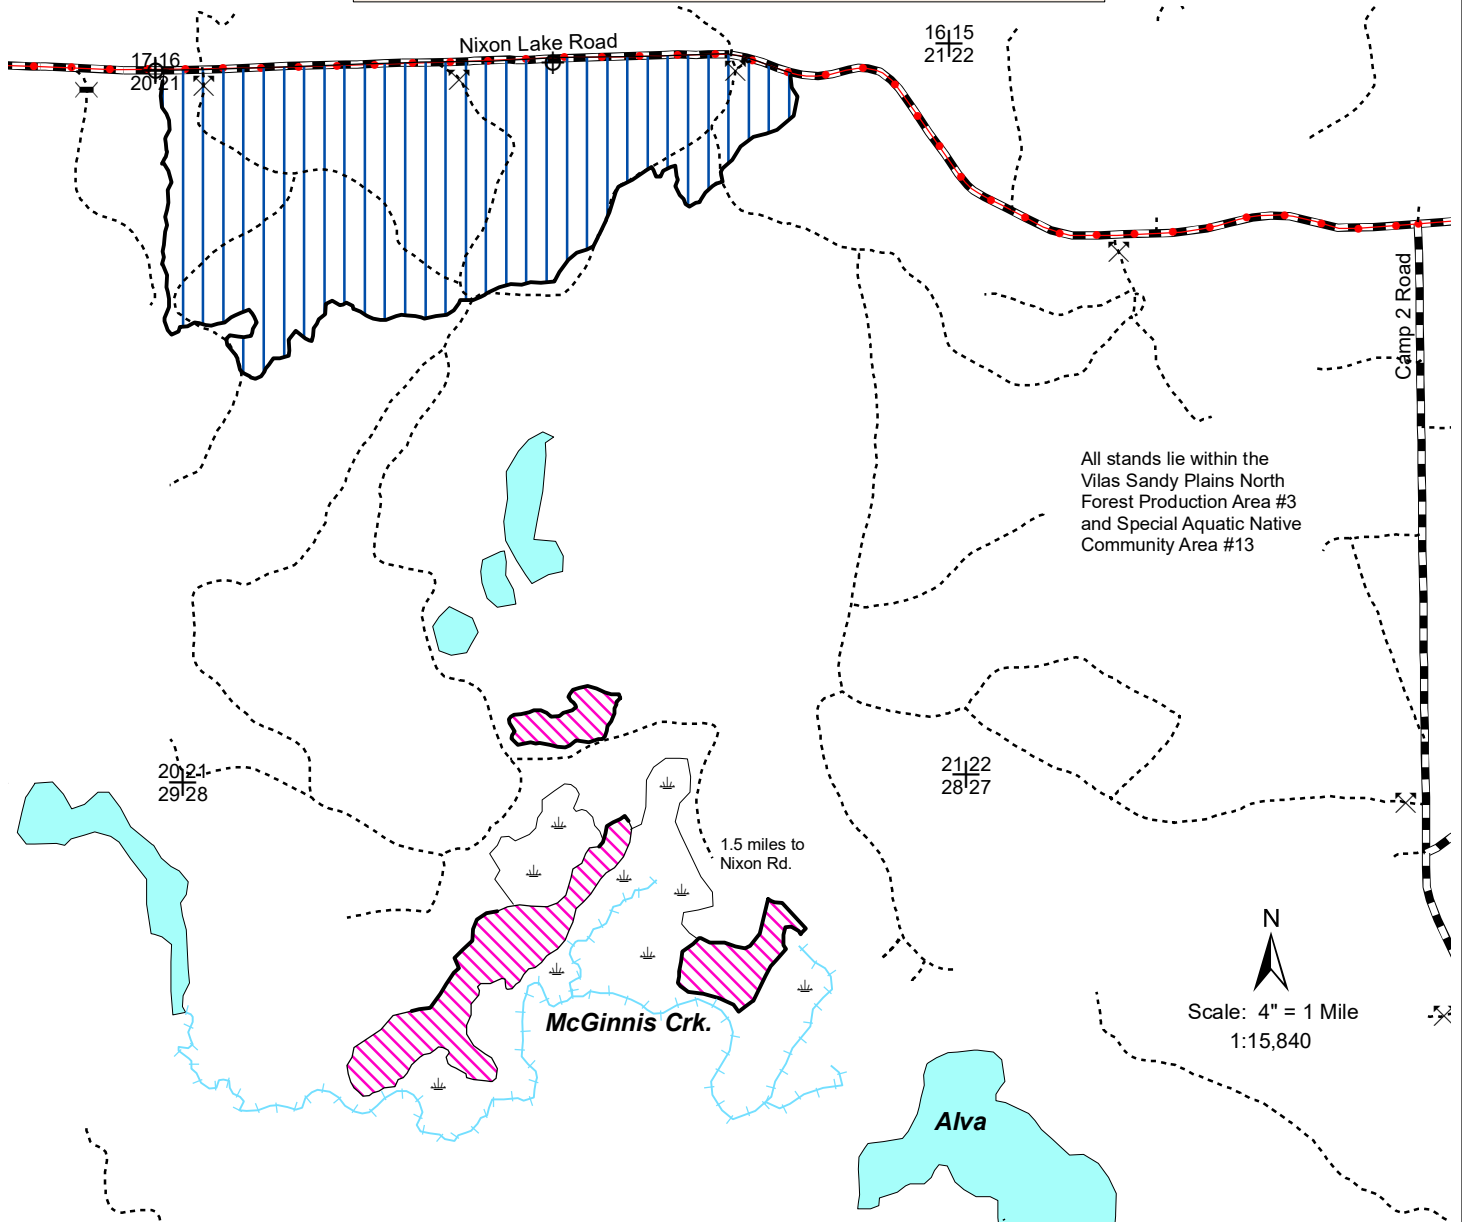 Nixon Lake Road
16 15
21 22
17 16
20 21
Camp 2 Road
All stands lie within the
Vilas Sandy Plains North
Forest Production Area #3
and Special Aquatic Native
Community Area #13
20 21
29 28
21 22
28 27
1.5 miles to
Nixon Rd.
N
Scale: 4" = 1 Mile
1:15,840
McGinnis Crk.
Alva